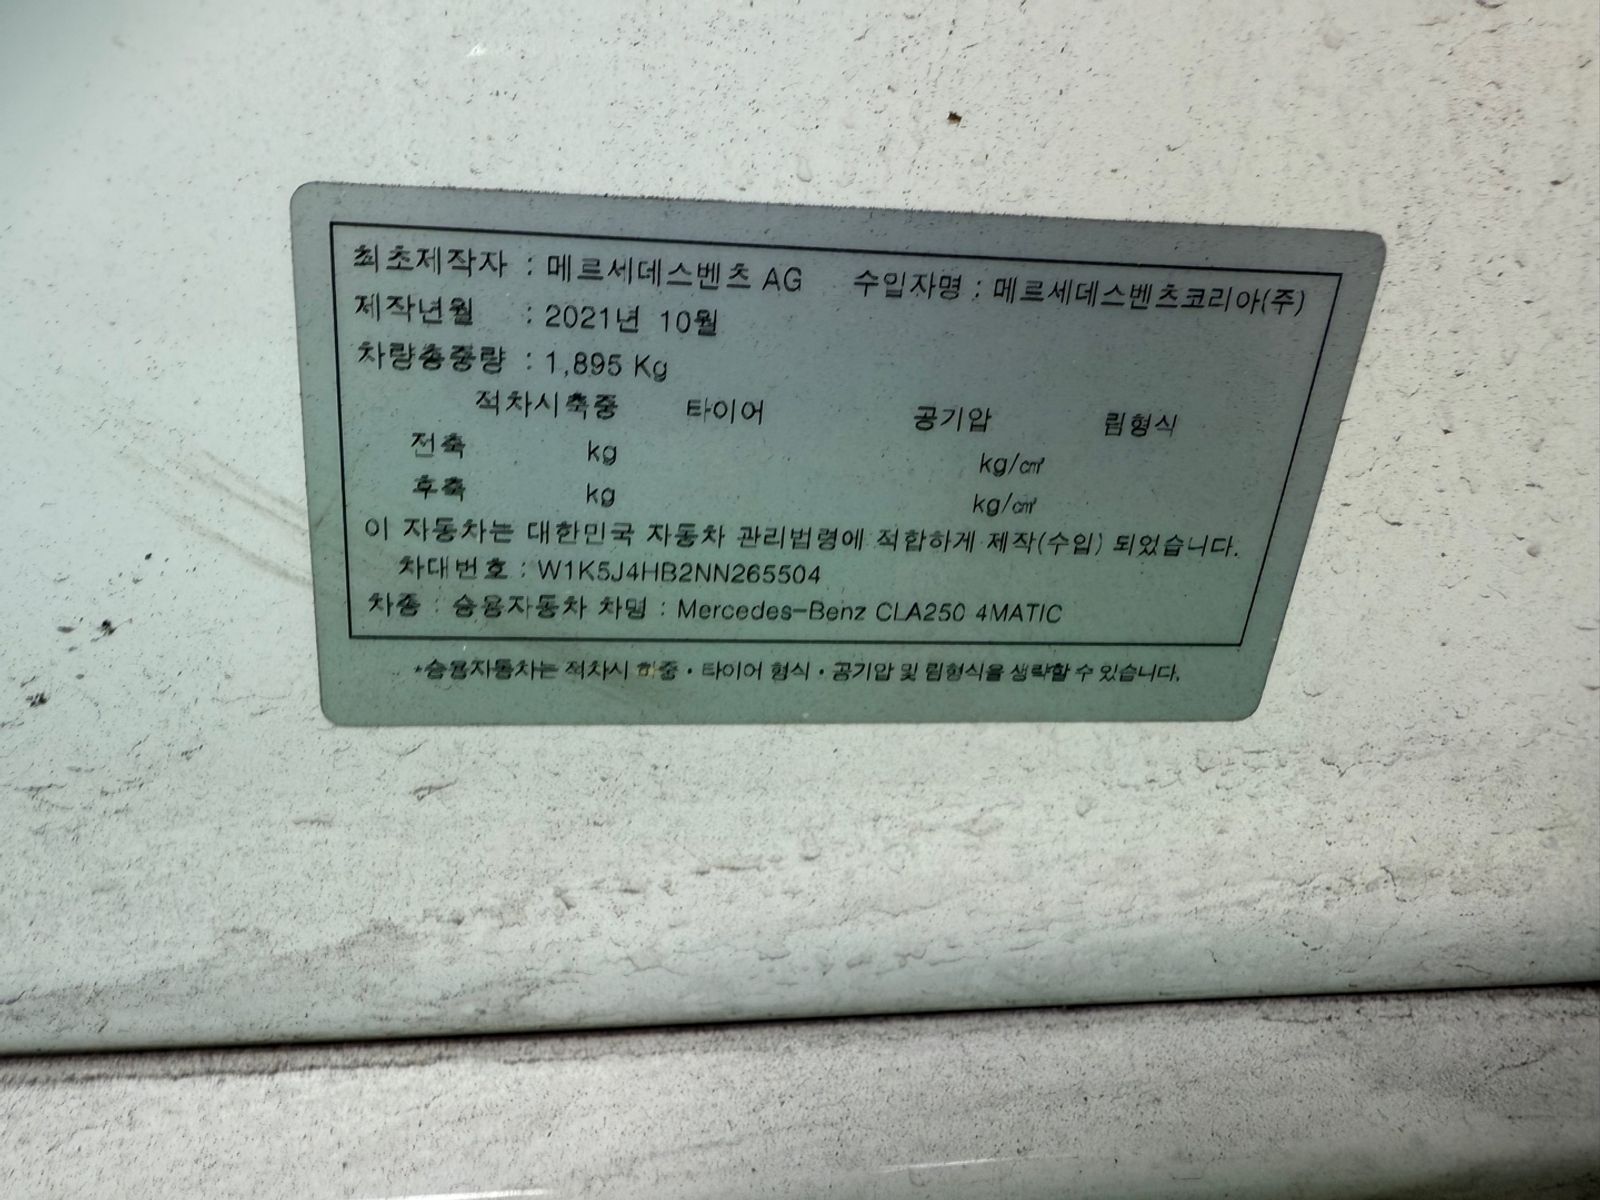 최초제작자 : 메르세데스벤츠 AG 수입자명 : 메르세데스벤츠코리아(주)
제작년월 : 2021년 10월
차량총중량 : 1,895 Kg
적차시축중 타이어 공기압 림형식
전축 kg kg/㎠
후축 kg kg/㎠
이 자동차는 대한민국 자동차 관리법령에 적합하게 제작(수입) 되었습니다.
차대번호 : W1K5J4HB2NN265504
차종 : 승용자동차 차명 : Mercedes-Benz CLA250 4MATIC
*승용자동차는 적차시 하중·타이어 형식·공기압 및 림형식을 생략할 수 있습니다.